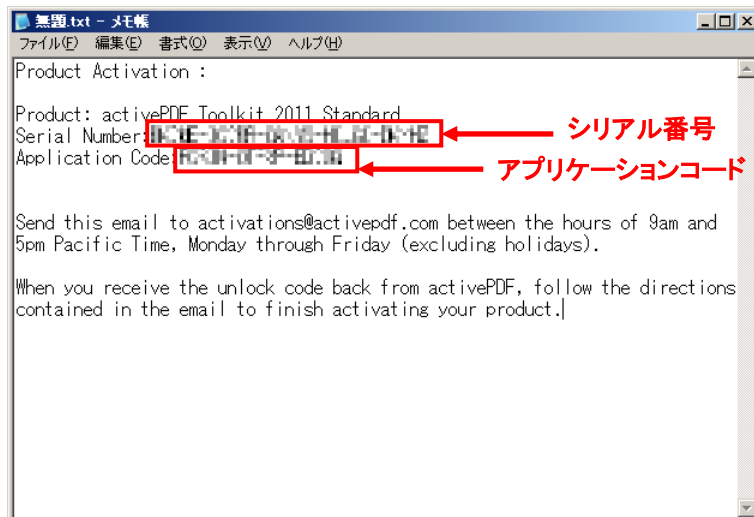 無題.txt - メモ帳
ファイル(F) 編集(E) 書式(O) 表示(V) ヘルプ(H)
Product Activation :
Product: activePDF Toolkit 2011 Standard
Serial Number:
シリアル番号
Application Code:
アプリケーションコード
Send this email to activations@activepdf.com between the hours of 9am and
5pm Pacific Time, Monday through Friday (excluding holidays).
When you receive the unlock code back from activePDF, follow the directions
contained in the email to finish activating your product.